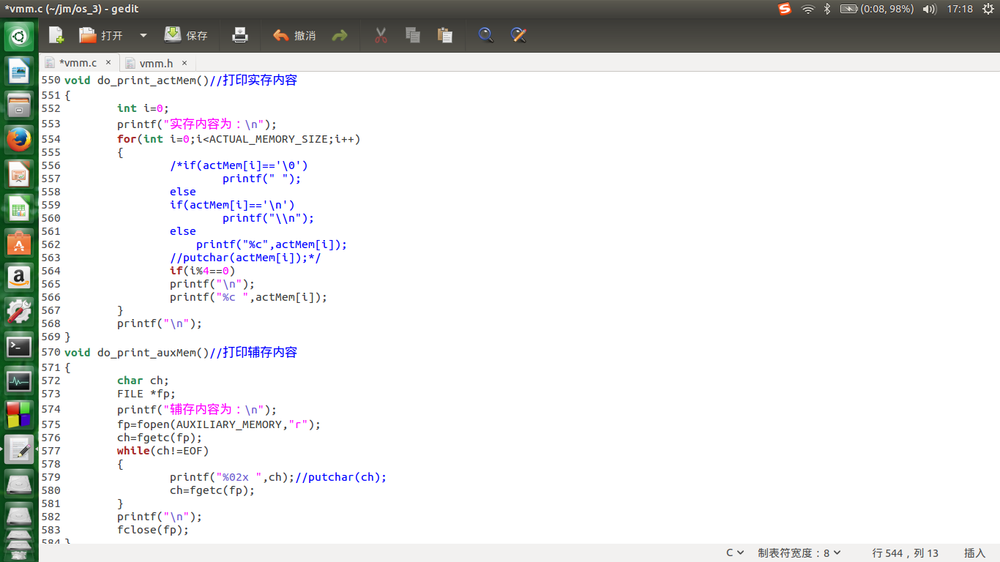 *vmm.c (~/jm/os_3) - gedit
(0:08, 98%)
17:18
打开
保存
撤消
*vmm.c ×
vmm.h ×
550 void do_print_actMem()//打印实存内容
551 {
552         int i=0;
553         printf("实存内容为：\n");
554         for(int i=0;i<ACTUAL_MEMORY_SIZE;i++)
555         {
556                 /*if(actMem[i]=='\0')
557                         printf(" ");
558                 else
559                 if(actMem[i]=='\n')
560                         printf("\\n");
561                 else
562                     printf("%c",actMem[i]);
563                 //putchar(actMem[i]);*/
564                 if(i%4==0)
565                 printf("\n");
566                 printf("%c ",actMem[i]);
567         }
568         printf("\n");
569 }
570 void do_print_auxMem()//打印辅存内容
571 {
572         char ch;
573         FILE *fp;
574         printf("辅存内容为：\n");
575         fp=fopen(AUXILIARY_MEMORY,"r");
576         ch=fgetc(fp);
577         while(ch!=EOF)
578         {
579                 printf("%02x ",ch);//putchar(ch);
580                 ch=fgetc(fp);
581         }
582         printf("\n");
583         fclose(fp);
584 }
C
制表符宽度：8
行 544，列 13
插入